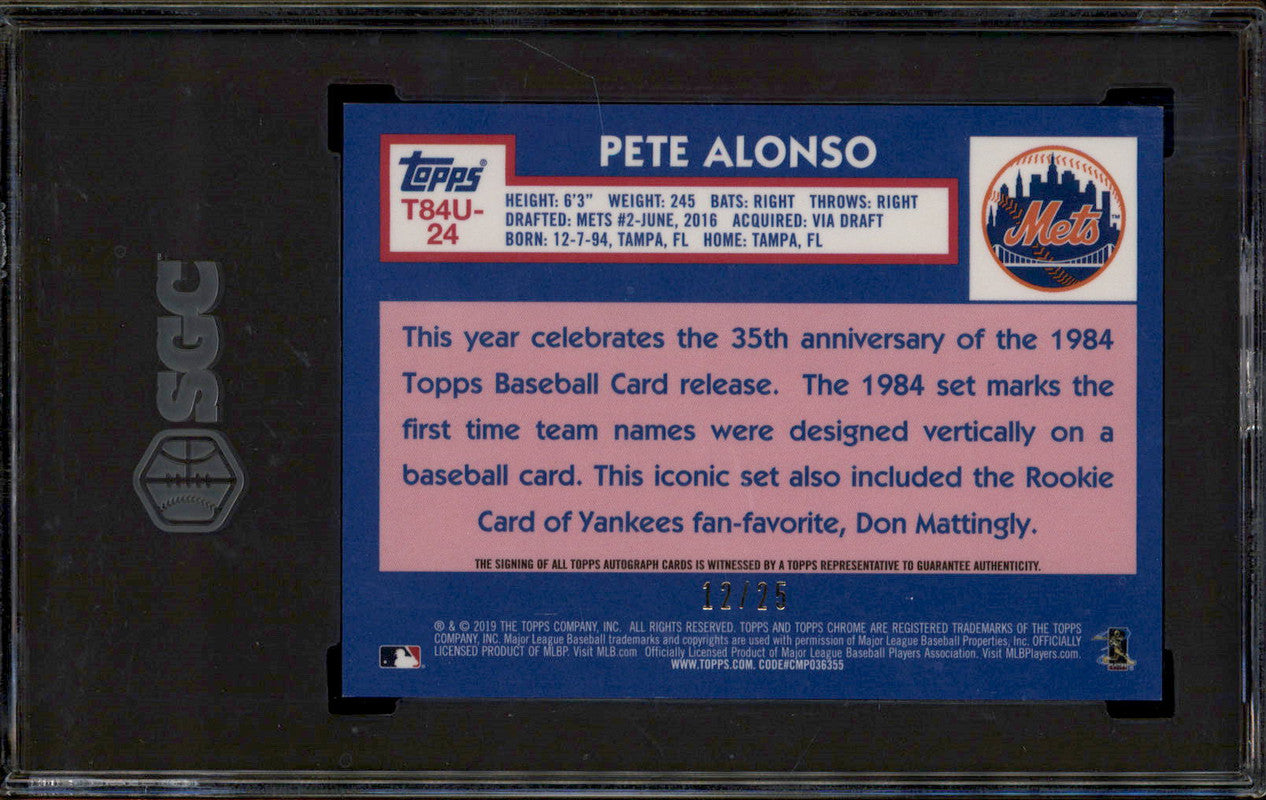 SGC
PETE ALONSO
Topps®
T84U-
24
HEIGHT: 6'3" WEIGHT: 245 BATS: RIGHT THROWS: RIGHT
DRAFTED: METS #2-JUNE, 2016 ACQUIRED: VIA DRAFT
BORN: 12-7-94, TAMPA, FL HOME: TAMPA, FL
Mets™
This year celebrates the 35th anniversary of the 1984
Topps Baseball Card release. The 1984 set marks the
first time team names were designed vertically on a
baseball card. This iconic set also included the Rookie
Card of Yankees fan-favorite, Don Mattingly.
THE SIGNING OF ALL TOPPS AUTOGRAPH CARDS IS WITNESSED BY A TOPPS REPRESENTATIVE TO GUARANTEE AUTHENTICITY.
12/25
® & © 2019 THE TOPPS COMPANY, INC. ALL RIGHTS RESERVED. TOPPS AND TOPPS CHROME ARE REGISTERED TRADEMARKS OF THE TOPPS
COMPANY, INC. Major League Baseball trademarks and copyrights are used with permission of Major League Baseball Properties, Inc. OFFICIALLY
LICENSED PRODUCT OF MLBP. Visit MLB.com Officially Licensed Product of Major League Baseball Players Association. Visit MLBPlayers.com.
WWW.TOPPS.COM. CODE#CMP036355